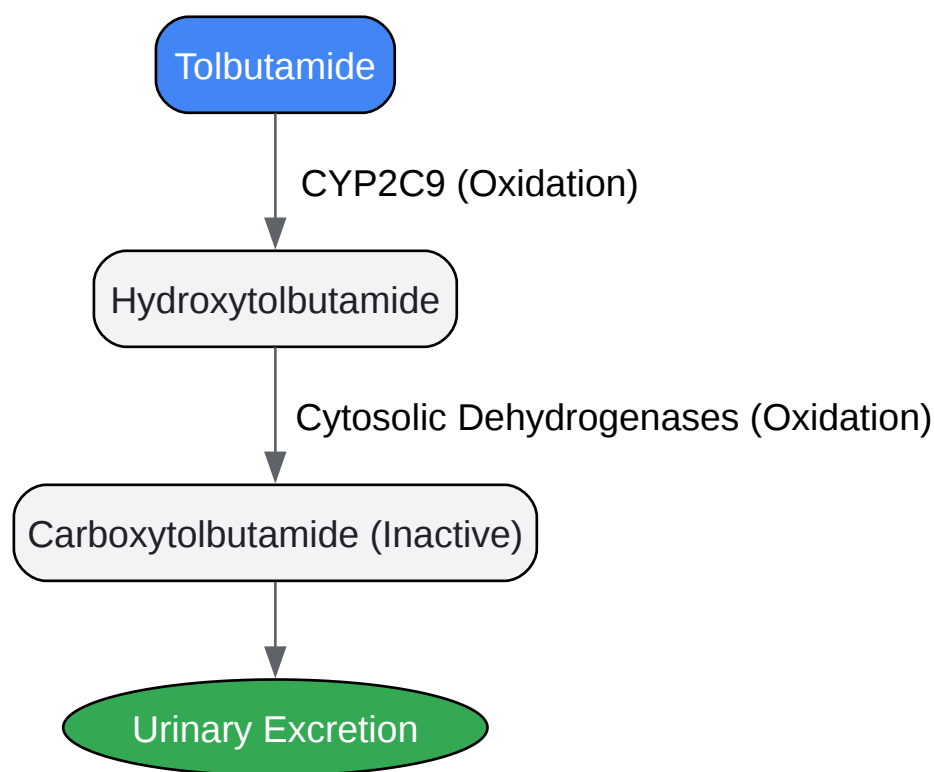 Tolbutamide
CYP2C9 (Oxidation)
Hydroxytolbutamide
Cytosolic Dehydrogenases (Oxidation)
Carboxytolbutamide (Inactive)
Urinary Excretion